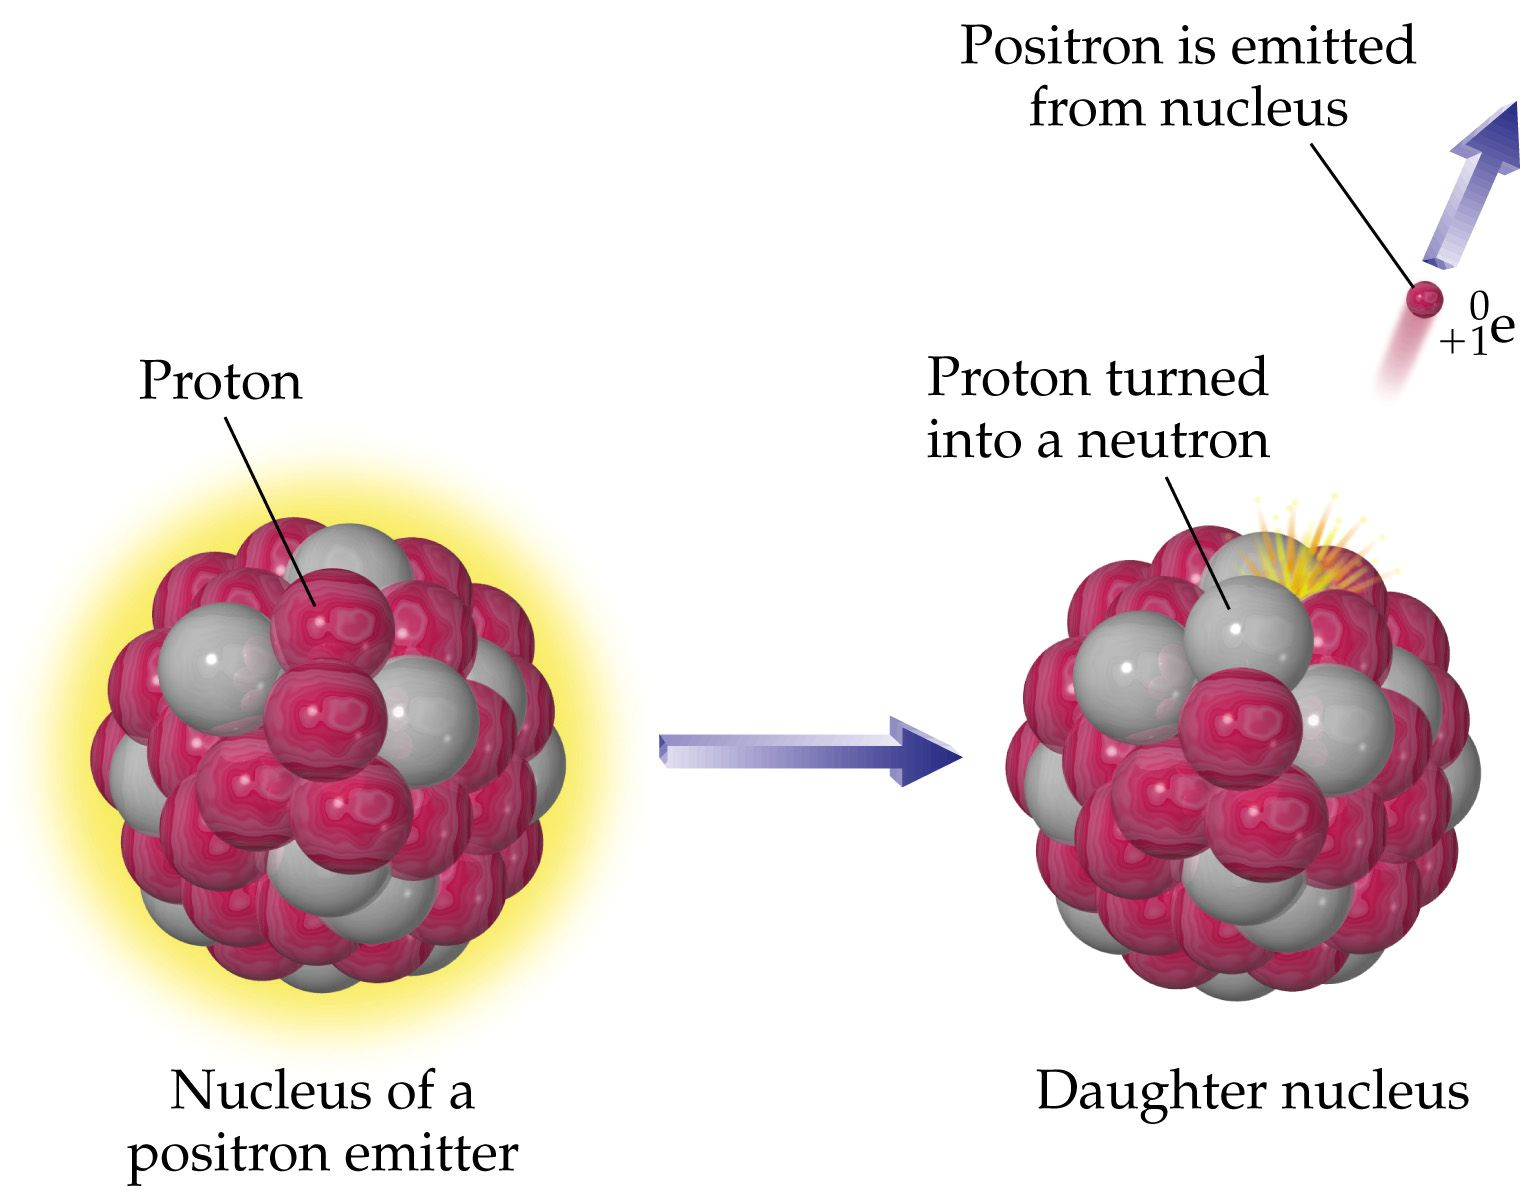 Positron is emitted
from nucleus
0
+1e
Proton
Proton turned
into a neutron
Nucleus of a
positron emitter
Daughter nucleus